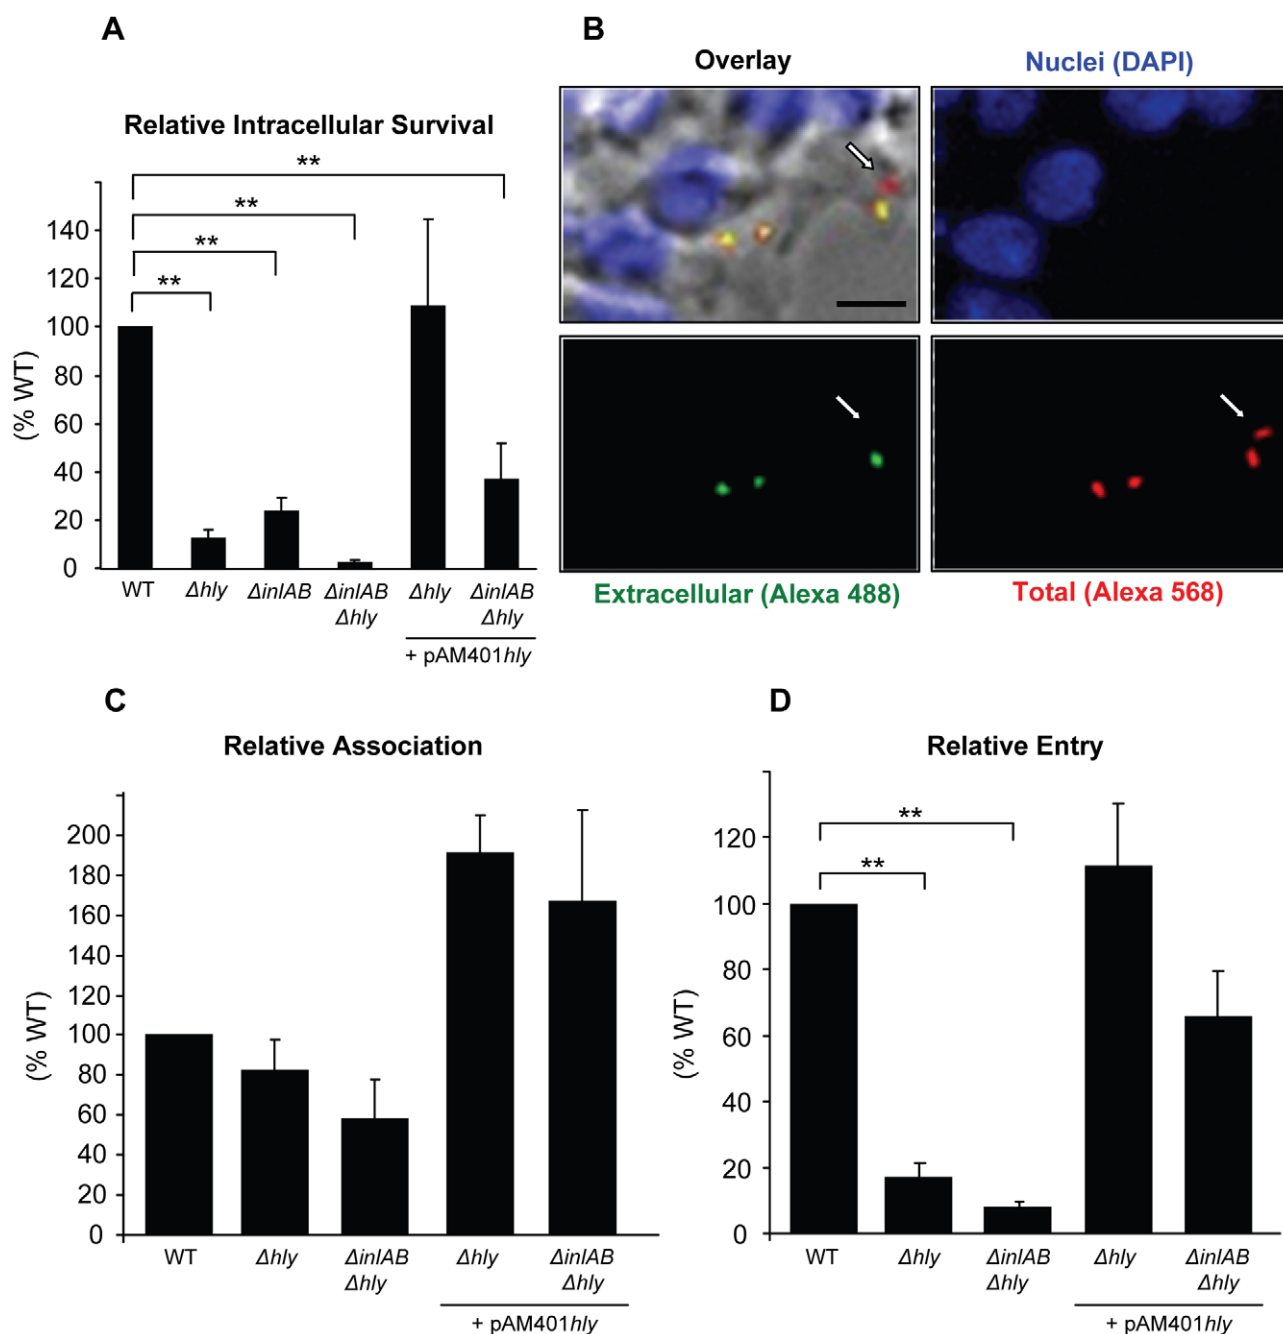 A
Relative Intracellular Survival
**
**
**
**
(% WT)
140
120
100
80
60
40
20
0
WT Δhly ΔinlAB ΔinlAB Δhly ΔinlAB
Δhly Δhly
+ pAM401hly
B
Overlay Nuclei (DAPI)
Extracellular (Alexa 488) Total (Alexa 568)
C
Relative Association
(% WT)
200
180
160
140
120
100
80
60
40
20
0
WT Δhly ΔinlAB Δhly ΔinlAB
Δhly Δhly
+ pAM401hly
D
Relative Entry
**
**
(% WT)
120
100
80
60
40
20
0
WT Δhly ΔinlAB Δhly ΔinlAB
Δhly Δhly
+ pAM401hly